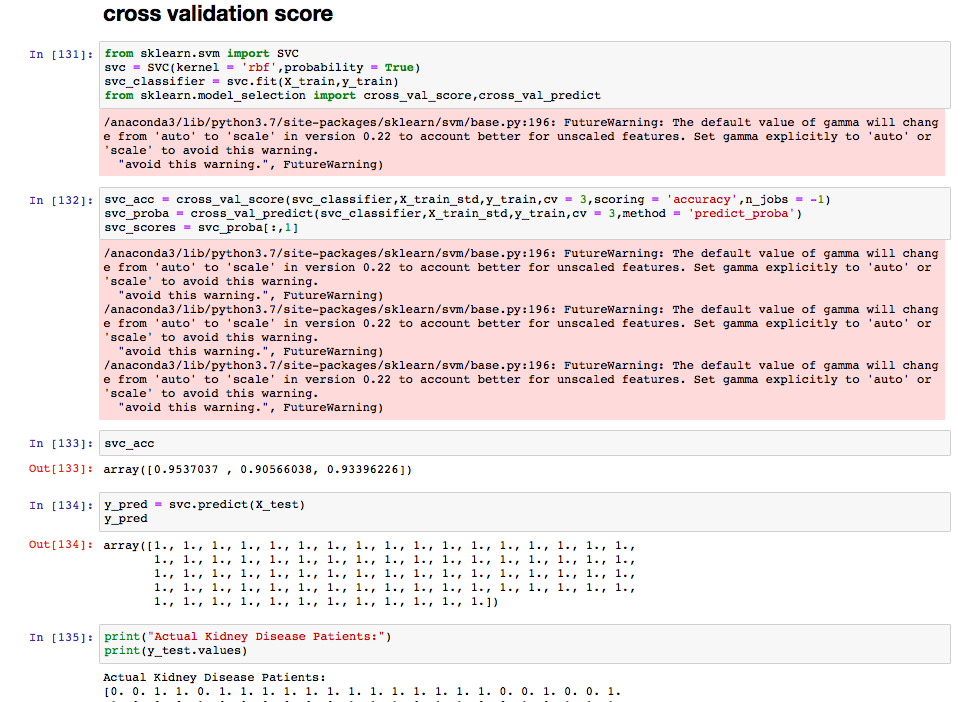 cross validation score
In [131]: from sklearn.svm import SVC
svc = SVC(kernel = 'rbf',probability = True)
svc_classifier = svc.fit(X_train,y_train)
from sklearn.model_selection import cross_val_score,cross_val_predict
/anaconda3/lib/python3.7/site-packages/sklearn/svm/base.py:196: FutureWarning: The default value of gamma will chang
e from 'auto' to 'scale' in version 0.22 to account better for unscaled features. Set gamma explicitly to 'auto' or
'scale' to avoid this warning.
"avoid this warning.", FutureWarning)
In [132]: svc_acc = cross_val_score(svc_classifier,X_train_std,y_train,cv = 3,scoring = 'accuracy',n_jobs = -1)
svc_proba = cross_val_predict(svc_classifier,X_train_std,y_train,cv = 3,method = 'predict_proba')
svc_scores = svc_proba[:,1]
/anaconda3/lib/python3.7/site-packages/sklearn/svm/base.py:196: FutureWarning: The default value of gamma will chang
e from 'auto' to 'scale' in version 0.22 to account better for unscaled features. Set gamma explicitly to 'auto' or
'scale' to avoid this warning.
"avoid this warning.", FutureWarning)
/anaconda3/lib/python3.7/site-packages/sklearn/svm/base.py:196: FutureWarning: The default value of gamma will chang
e from 'auto' to 'scale' in version 0.22 to account better for unscaled features. Set gamma explicitly to 'auto' or
'scale' to avoid this warning.
"avoid this warning.", FutureWarning)
/anaconda3/lib/python3.7/site-packages/sklearn/svm/base.py:196: FutureWarning: The default value of gamma will chang
e from 'auto' to 'scale' in version 0.22 to account better for unscaled features. Set gamma explicitly to 'auto' or
'scale' to avoid this warning.
"avoid this warning.", FutureWarning)
In [133]: svc_acc
Out[133]: array([0.9537037 , 0.90566038, 0.93396226])
In [134]: y_pred = svc.predict(X_test)
y_pred
Out[134]: array([1., 1., 1., 1., 1., 1., 1., 1., 1., 1., 1., 1., 1., 1., 1., 1., 1.,
1., 1., 1., 1., 1., 1., 1., 1., 1., 1., 1., 1., 1., 1., 1., 1., 1.,
1., 1., 1., 1., 1., 1., 1., 1., 1., 1., 1., 1., 1., 1., 1., 1., 1.,
1., 1., 1., 1., 1., 1., 1., 1., 1., 1., 1., 1., 1., 1., 1., 1., 1.,
1., 1., 1., 1., 1., 1., 1., 1., 1., 1., 1., 1.])
In [135]: print("Actual Kidney Disease Patients:")
print(y_test.values)
Actual Kidney Disease Patients:
[0. 0. 1. 1. 0. 1. 1. 1. 1. 1. 1. 1. 1. 1. 1. 1. 1. 1. 0. 0. 1. 0. 0. 1.